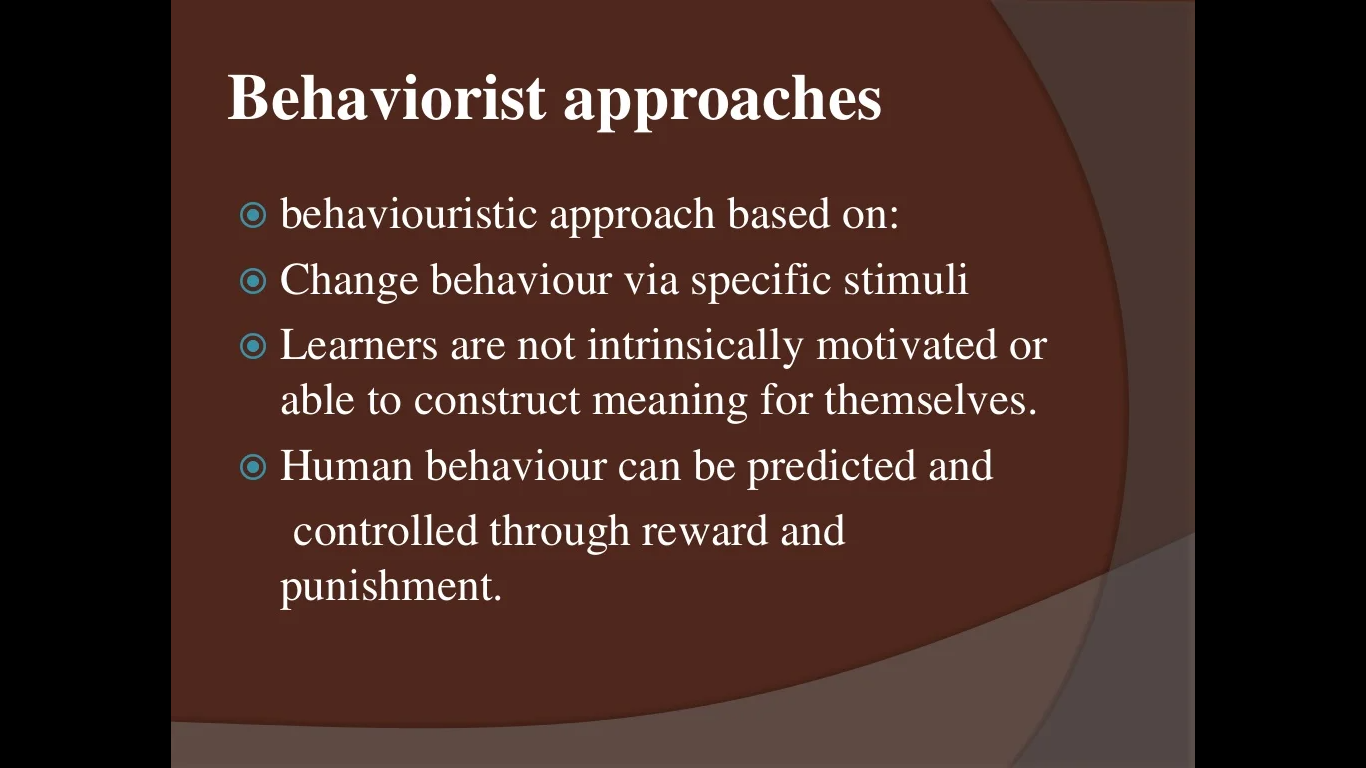 Behaviorist approaches
behaviouristic approach based on:
Change behaviour via specific stimuli
Learners are not intrinsically motivated or
able to construct meaning for themselves.
Human behaviour can be predicted and
controlled through reward and
punishment.